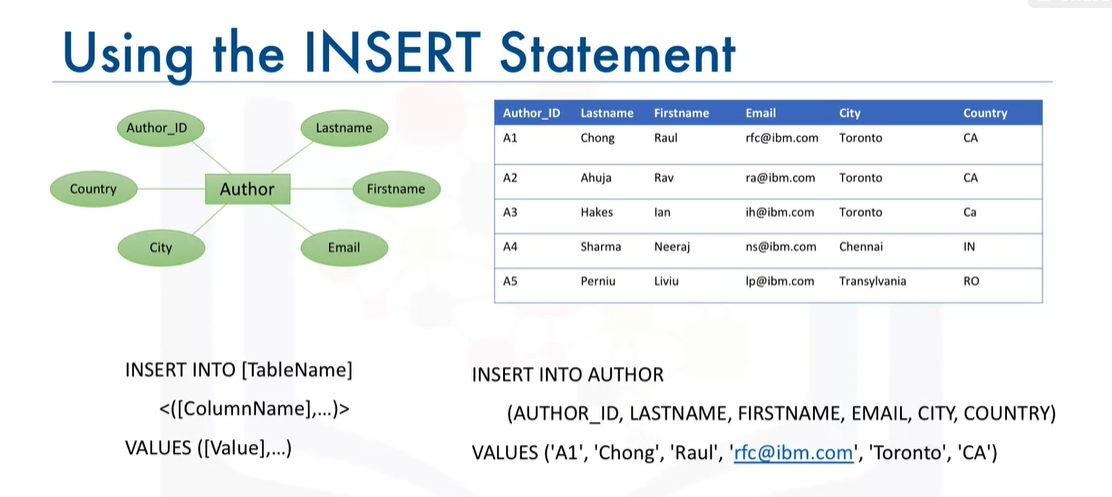 Using the INSERT Statement
Author_ID
Lastname
Country
Author
Firstname
City
Email
Author_ID Lastname Firstname Email City Country
A1 Chong Raul rfc@ibm.com Toronto CA
A2 Ahuja Rav ra@ibm.com Toronto CA
A3 Hakes Ian ih@ibm.com Toronto Ca
A4 Sharma Neeraj ns@ibm.com Chennai IN
A5 Perniu Liviu lp@ibm.com Transylvania RO
INSERT INTO [TableName]
<([ColumnName],...)>
VALUES ([Value],...)
INSERT INTO AUTHOR
(AUTHOR_ID, LASTNAME, FIRSTNAME, EMAIL, CITY, COUNTRY)
VALUES ('A1', 'Chong', 'Raul', 'rfc@ibm.com', 'Toronto', 'CA')